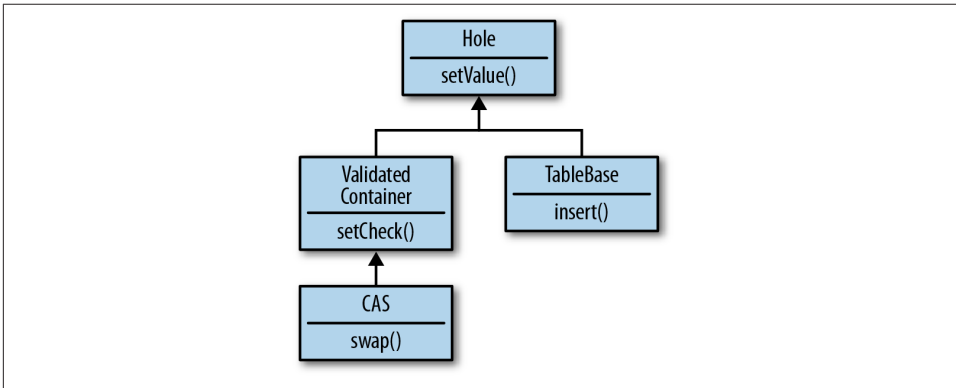 Hole
setValue()
Validated
Container
setCheck()
TableBase
insert()
CAS
swap()